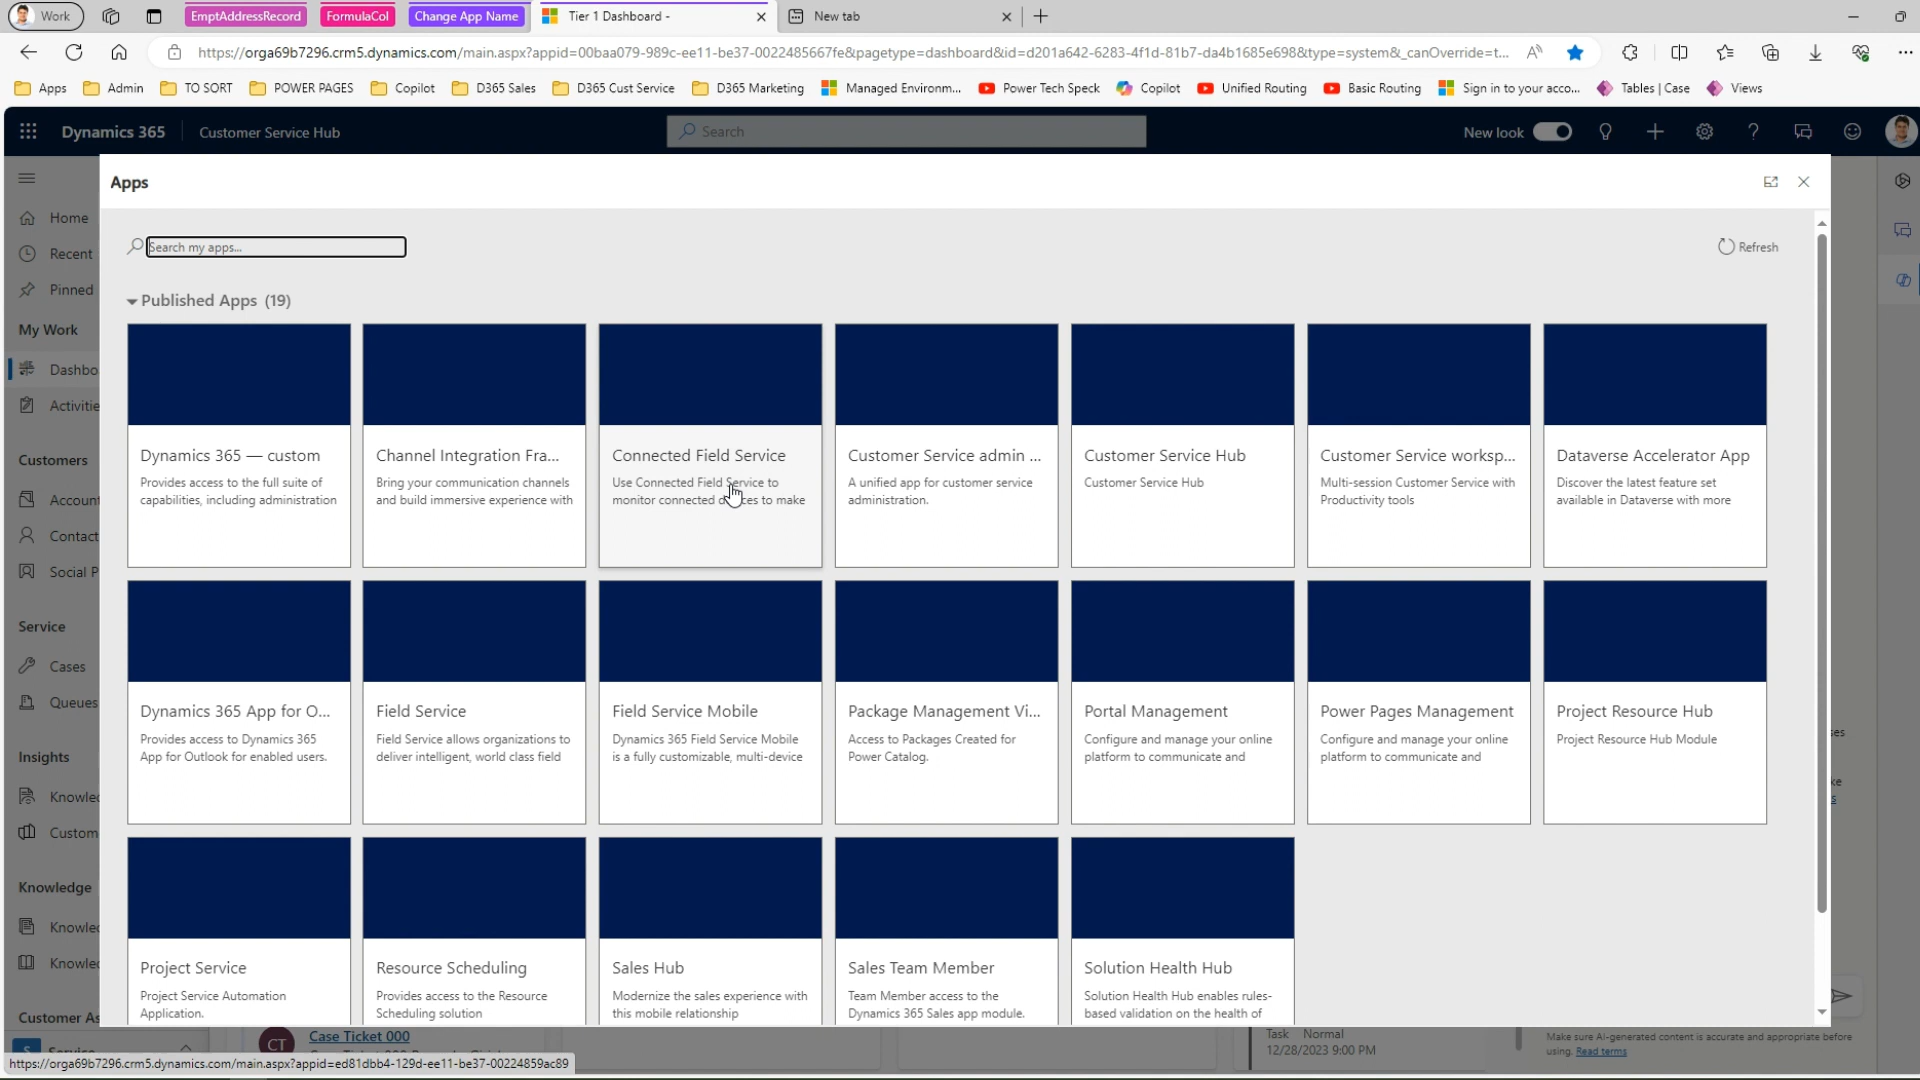 Work
EmptAddressRecord
FormulaCol
Change App Name
Tier 1 Dashboard -
New tab
https://orga69b7296.crm5.dynamics.com/main.aspx?appid=00baa079-989c-ee11-be37-0022485667fe&pagetype=dashboard&id=d201a642-6283-4f1d-81b7-da4b1685e698&type=system&_canOverride=t...
Apps
Admin
TO SORT
POWER PAGES
Copilot
D365 Sales
D365 Cust Service
D365 Marketing
Managed Environm...
Power Tech Speck
Copilot
Unified Routing
Basic Routing
Sign in to your acco...
Tables | Case
Views
Dynamics 365
Customer Service Hub
Search
New look
Apps
Home
Recent
Pinned
My Work
Dashbo
Activitie
Customers
Accoun
Contact
Social P
Service
Cases
Queues
Insights
Knowled
Custom
Knowledge
Knowled
Knowled
Customer As
Search my apps...
Refresh
Published Apps (19)
Dynamics 365 — custom
Provides access to the full suite of
capabilities, including administration
Channel Integration Fra...
Bring your communication channels
and build immersive experience with
Connected Field Service
Use Connected Field Service to
monitor connected devices to make
Customer Service admin ...
A unified app for customer service
administration.
Customer Service Hub
Customer Service Hub
Customer Service worksp...
Multi-session Customer Service with
Productivity tools
Dataverse Accelerator App
Discover the latest feature set
available in Dataverse with more
Dynamics 365 App for O...
Provides access to Dynamics 365
App for Outlook for enabled users.
Field Service
Field Service allows organizations to
deliver intelligent, world class field
Field Service Mobile
Dynamics 365 Field Service Mobile
is a fully customizable, multi-device
Package Management Vi...
Access to Packages Created for
Power Catalog.
Portal Management
Configure and manage your online
platform to communicate and
Power Pages Management
Configure and manage your online
platform to communicate and
Project Resource Hub
Project Resource Hub Module
Project Service
Project Service Automation
Application.
Resource Scheduling
Provides access to the Resource
Scheduling solution
Sales Hub
Modernize the sales experience with
this mobile relationship
Sales Team Member
Team Member access to the
Dynamics 365 Sales app module.
Solution Health Hub
Solution Health Hub enables rules-
based validation on the health of
CT
Case Ticket 000
Task Normal
12/28/2023 9:00 PM
Make sure AI-generated content is accurate and appropriate before
using. Read terms
https://orga69b7296.crm5.dynamics.com/main.aspx?appid=ed81dbb4-129d-ee11-be37-00224859ac89